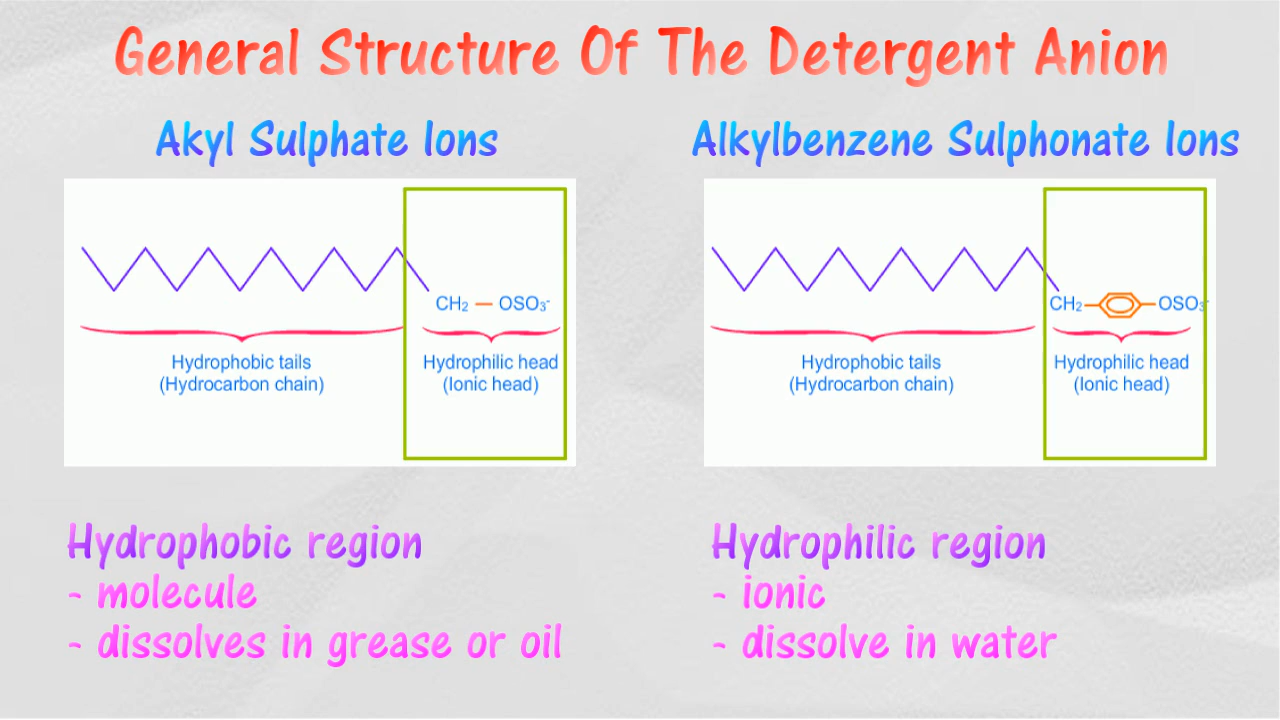 General Structure Of The Detergent Anion
Akyl Sulphate Ions
CH₂ — OSO₃⁻
Hydrophobic tails
(Hydrocarbon chain)
Hydrophilic head
(Ionic head)
Alkylbenzene Sulphonate Ions
CH₂ — OSO₃⁻
Hydrophobic tails
(Hydrocarbon chain)
Hydrophilic head
(Ionic head)
Hydrophobic region
- molecule
- dissolves in grease or oil
Hydrophilic region
- ionic
- dissolve in water